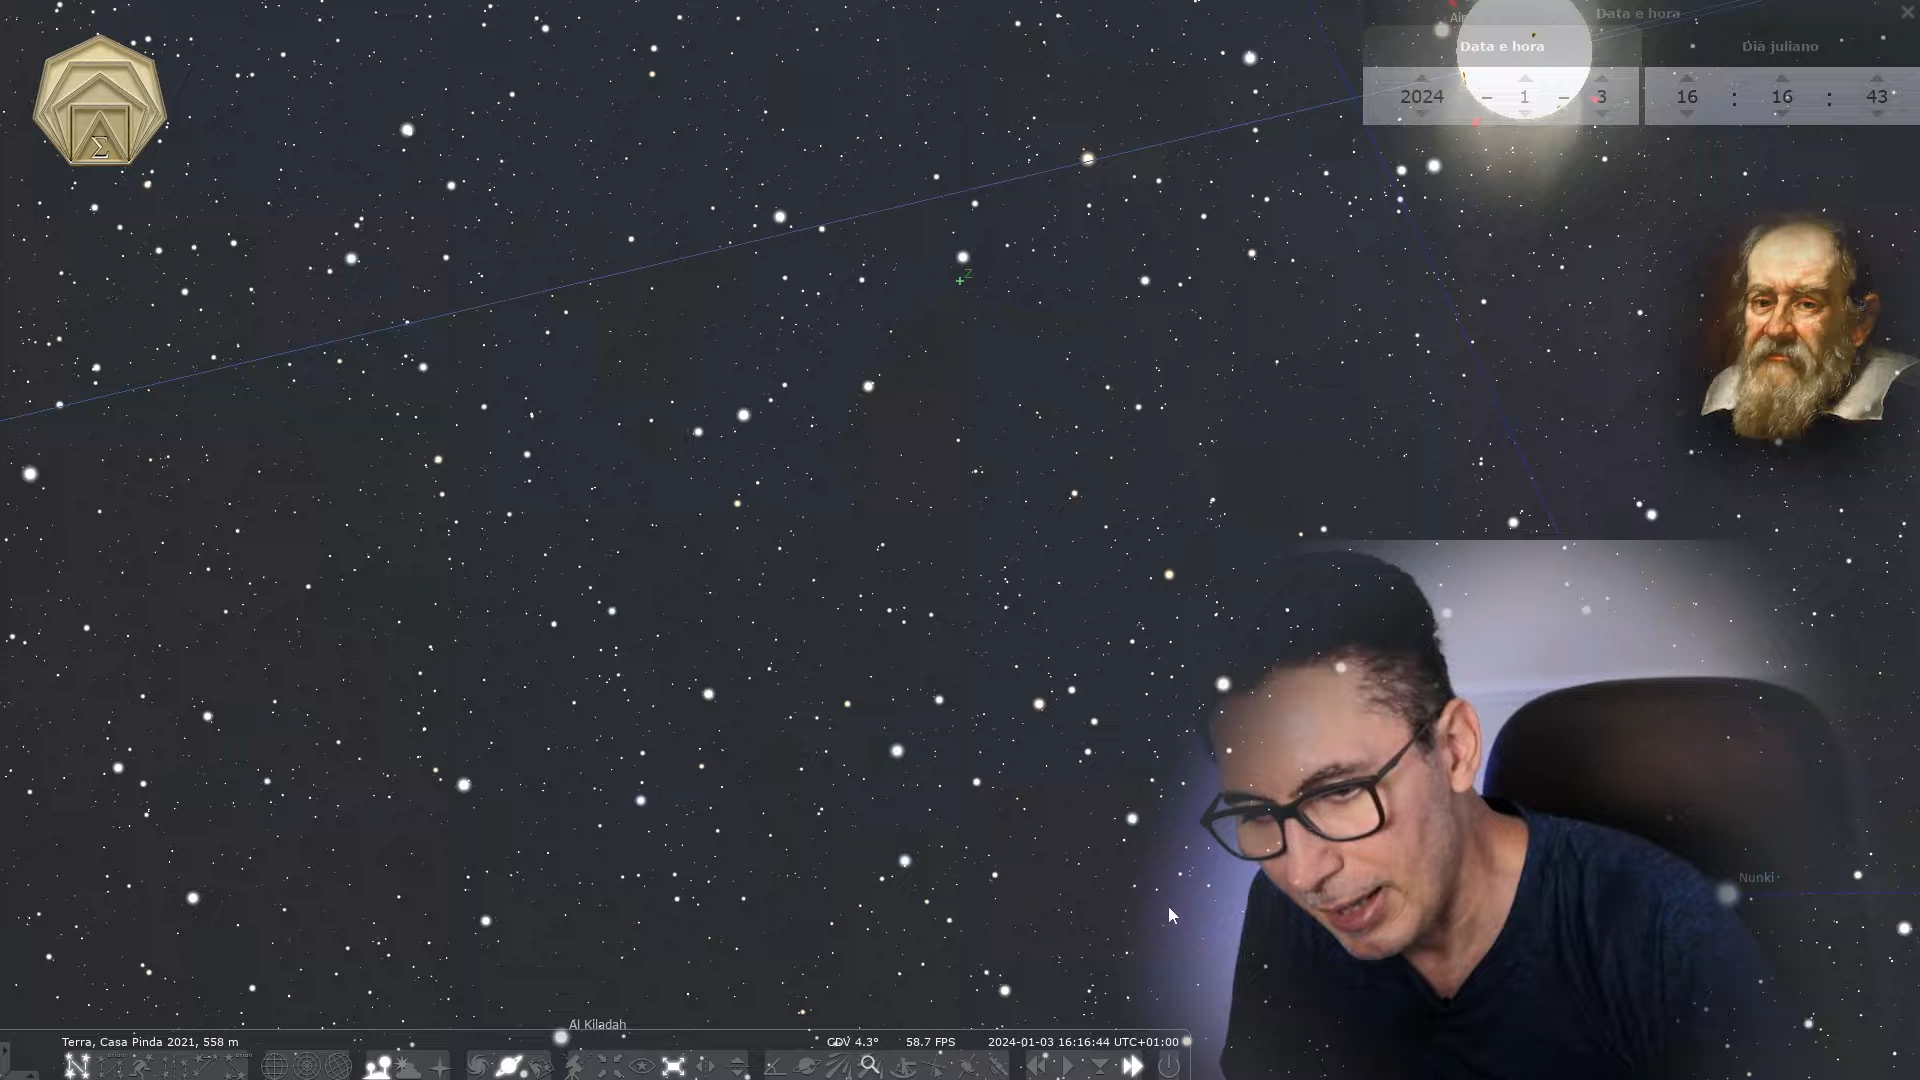 Data e hora
Data e hora
Dia juliano
2024 – 1 – 3
16 : 16 : 43
Z
Σ
Nunki
Al Kiladah
Terra, Casa Pinda 2021, 558 m
CDV 4.3°
58.7 FPS
2024-01-03 16:16:44 UTC+01:00